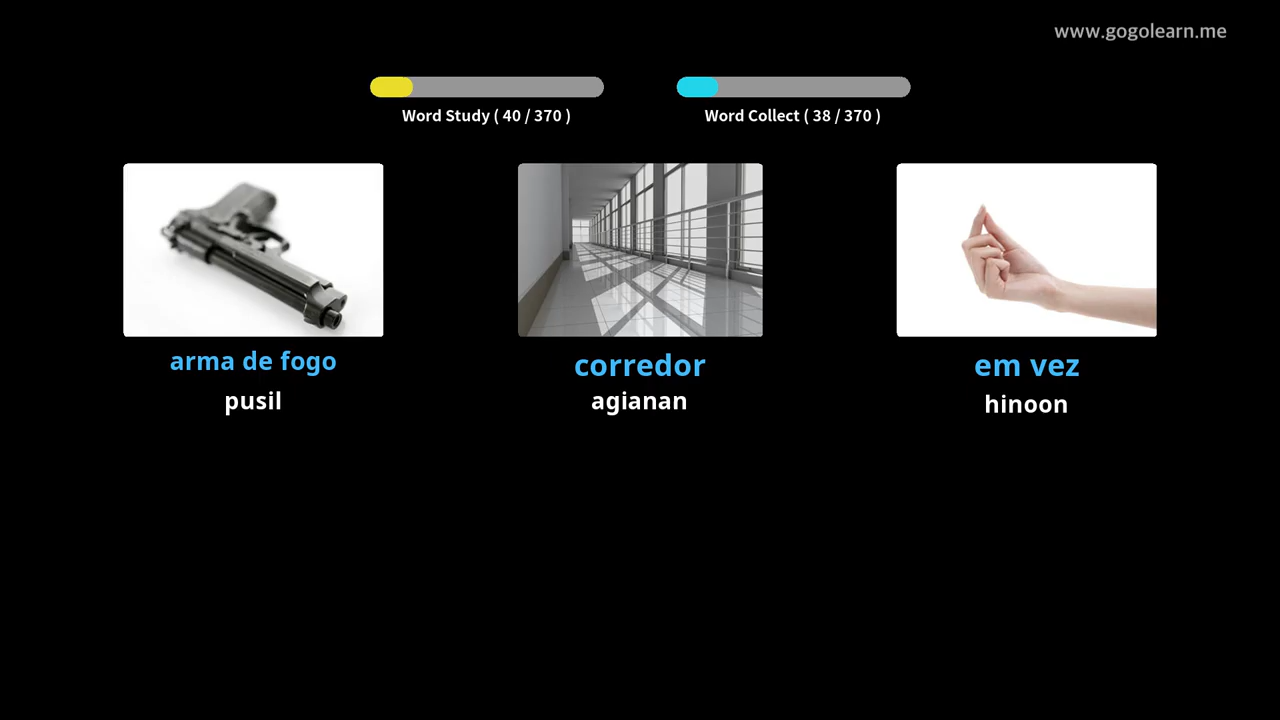 www.gogolearn.me
Word Study ( 40 / 370 )
Word Collect ( 38 / 370 )
arma de fogo
pusil
corredor
agianan
em vez
hinoon